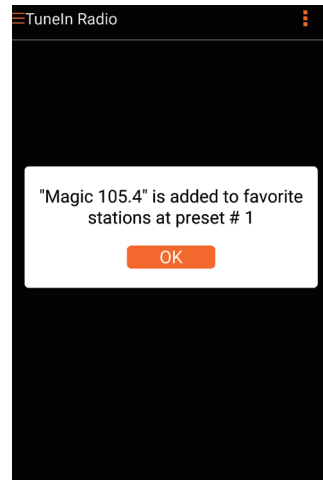 TuneIn Radio
"Magic 105.4" is added to favorite
stations at preset # 1
OK